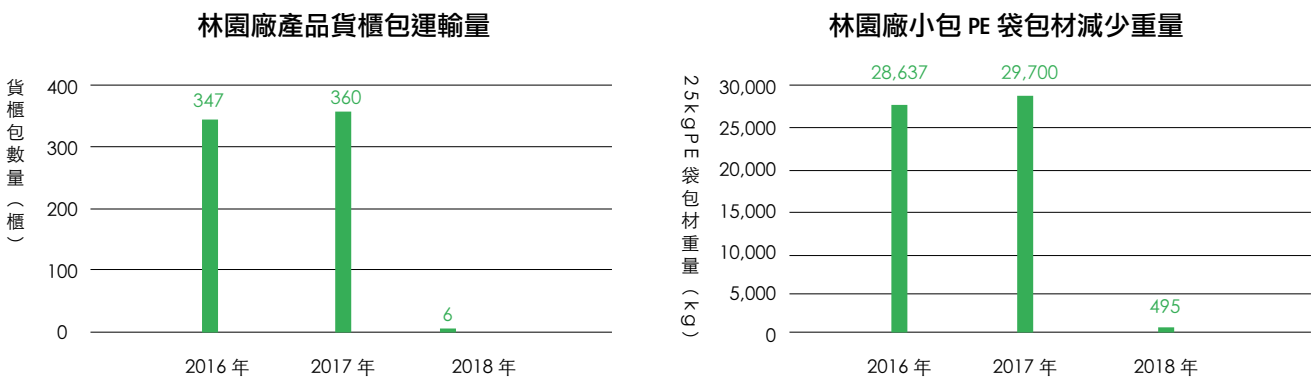 林園廠產品貨櫃包運輸量
貨櫃包數量（櫃）
400
300
200
100
0
347
360
6
2016 年
2017 年
2018 年
林園廠小包 PE 袋包材減少重量
25kgPE袋包材重量（kg）
30,000
25,000
20,000
15,000
10,000
5,000
0
28,637
29,700
495
2016 年
2017 年
2018 年